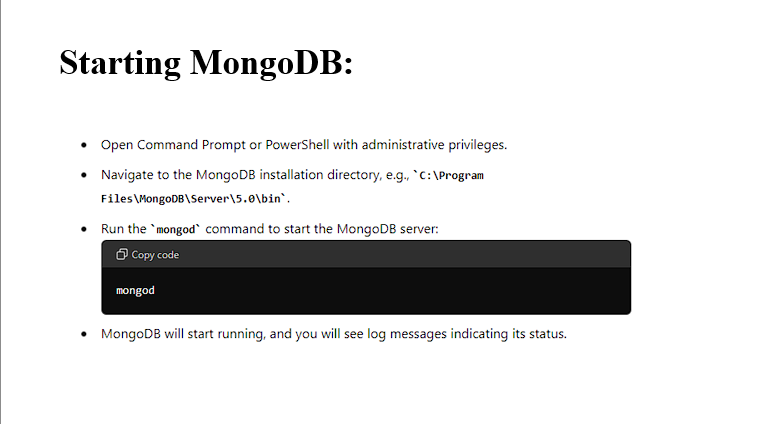 Starting MongoDB:
• Open Command Prompt or PowerShell with administrative privileges.
• Navigate to the MongoDB installation directory, e.g., `C:\Program
Files\MongoDB\Server\5.0\bin`.
• Run the `mongod` command to start the MongoDB server:
Copy code
mongod
• MongoDB will start running, and you will see log messages indicating its status.